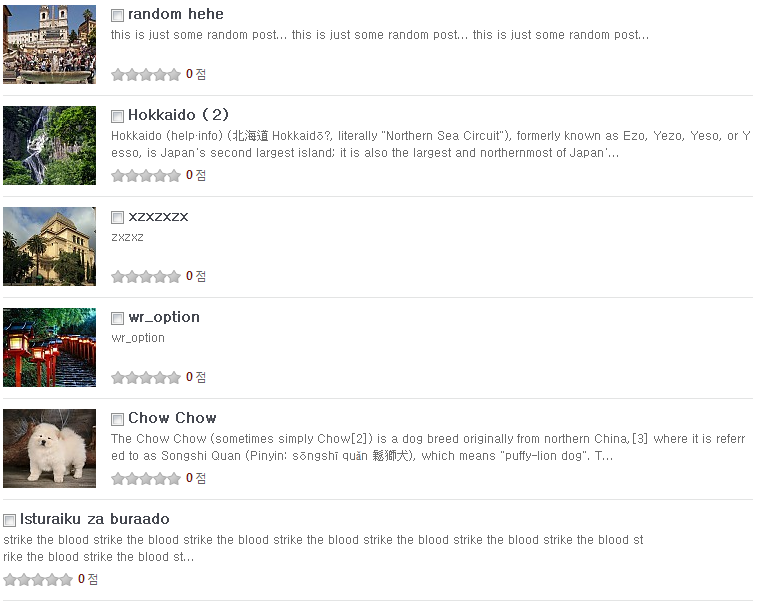 random hehe
this is just some random post... this is just some random post... this is just some random post...
0 점
Hokkaido ( 2 )
Hokkaido (help·info) (北海道 Hokkaidō?, literally "Northern Sea Circuit"), formerly known as Ezo, Yezo, Yeso, or Y
esso, is Japan's second largest island; it is also the largest and northernmost of Japan'...
0 점
xzxzxzx
zxzxz
0 점
wr_option
wr_option
0 점
Chow Chow
The Chow Chow (sometimes simply Chow[2]) is a dog breed originally from northern China,[3] where it is referr
ed to as Songshi Quan (Pinyin: sōngshī quǎn 鬆獅犬), which means "puffy-lion dog". T...
0 점
Isturaiku za buraado
strike the blood strike the blood strike the blood strike the blood strike the blood strike the blood strike the blood st
rike the blood strike the blood st...
0 점